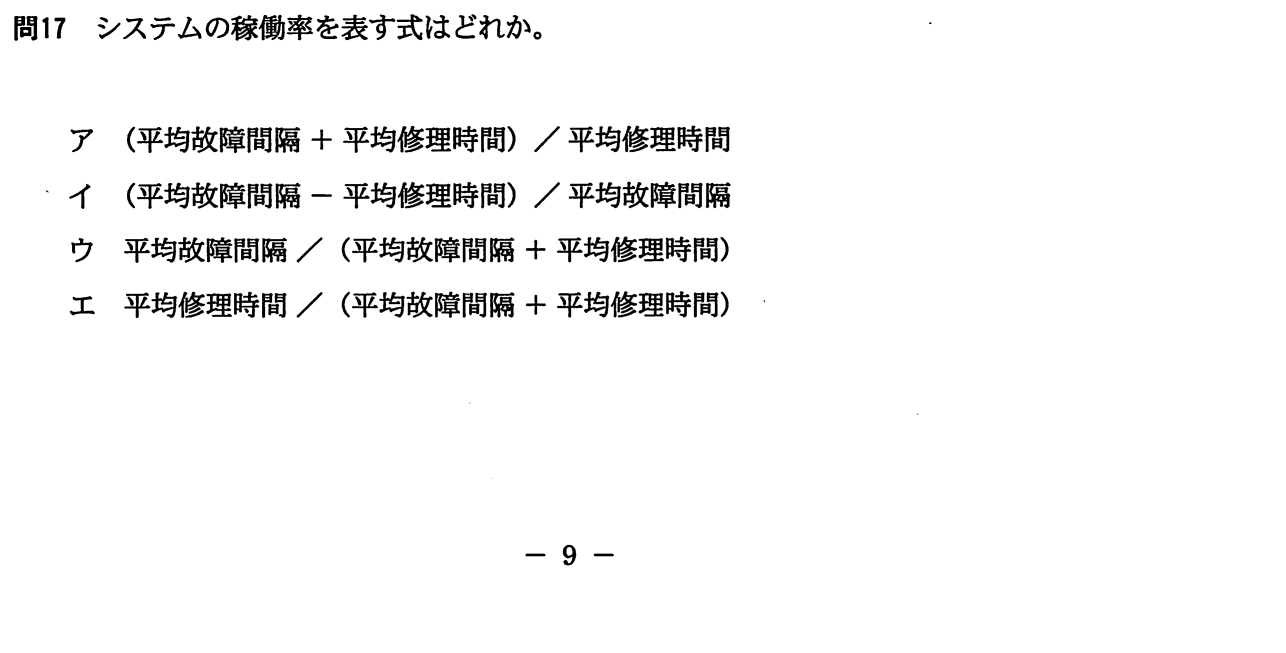 問17 システムの稼働率を表す式はどれか。
ア （平均故障間隔 ＋ 平均修理時間）／ 平均修理時間
イ （平均故障間隔 － 平均修理時間）／ 平均故障間隔
ウ 平均故障間隔 ／（平均故障間隔 ＋ 平均修理時間）
エ 平均修理時間 ／（平均故障間隔 ＋ 平均修理時間）
－ 9 －